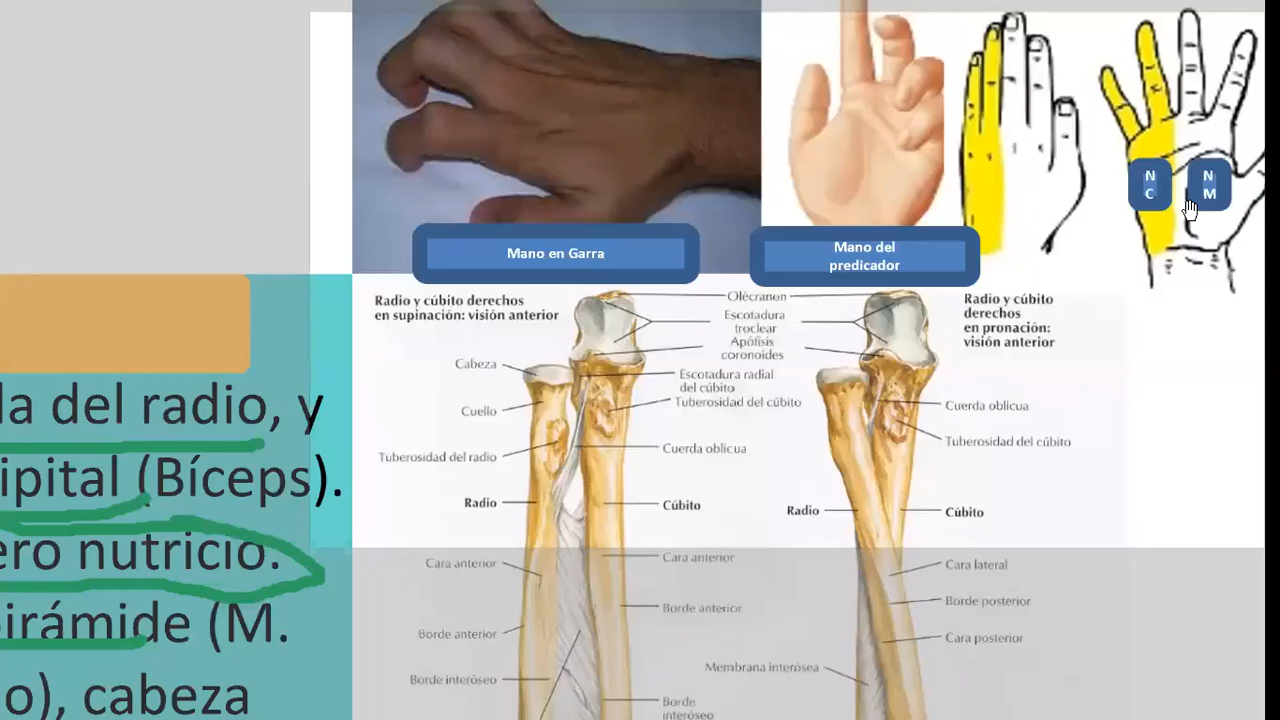 N
C
N
M
Mano en Garra
Mano del
predicador
Radio y cúbito derechos
en supinación: visión anterior
Olécranon
Escotadura
troclear
Apófisis
coronoides
Radio y cúbito
derechos
en pronación:
visión anterior
Cabeza
Escotadura radial
del cúbito
Tuberosidad del cúbito
Cuello
Cuerda oblicua
Tuberosidad del cúbito
Tuberosidad del radio
Cuerda oblicua
Radio
Cúbito
Radio
Cúbito
Cara anterior
Cara anterior
Cara lateral
Borde anterior
Borde posterior
Borde anterior
Cara posterior
Membrana interósea
Borde interóseo
Borde
interóseo
la del radio, y
ipital (Bíceps).
ero nutricio.
pirámide (M.
o), cabeza